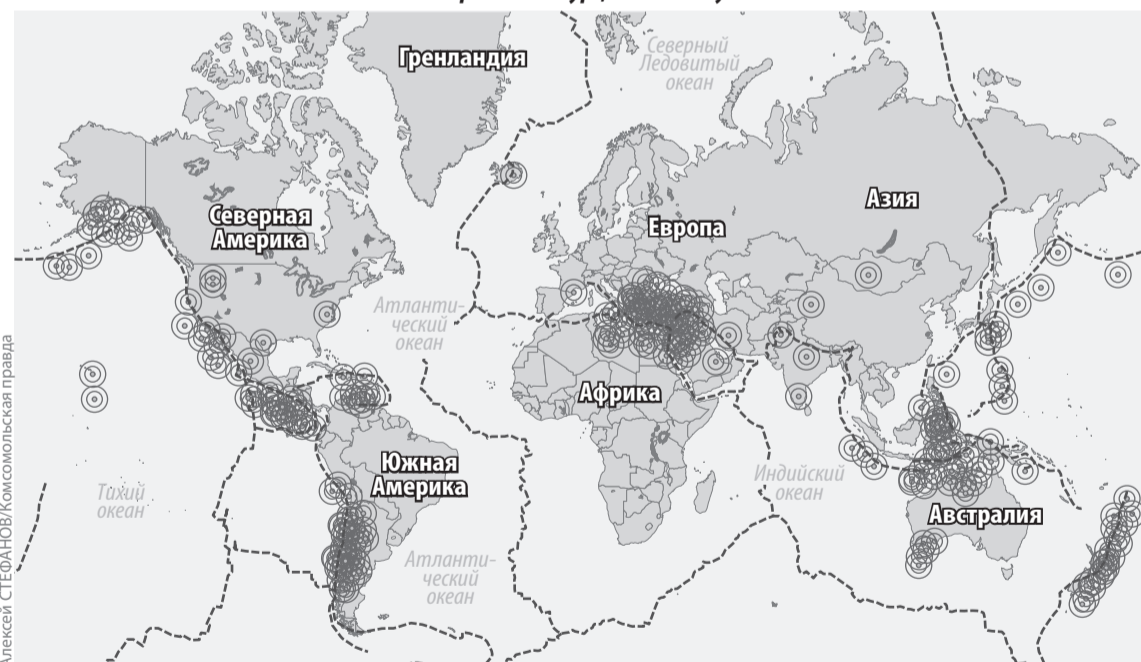 Гренландия
Северный
Ледовитый
океан
Северная
Америка
Европа
Азия
Атланти-
ческий
океан
Африка
Южная
Америка
Тихий
океан
Индийский
океан
Австралия
Атланти-
ческий
океан
Алексей СТЕФАНОВ/Комсомольская правда